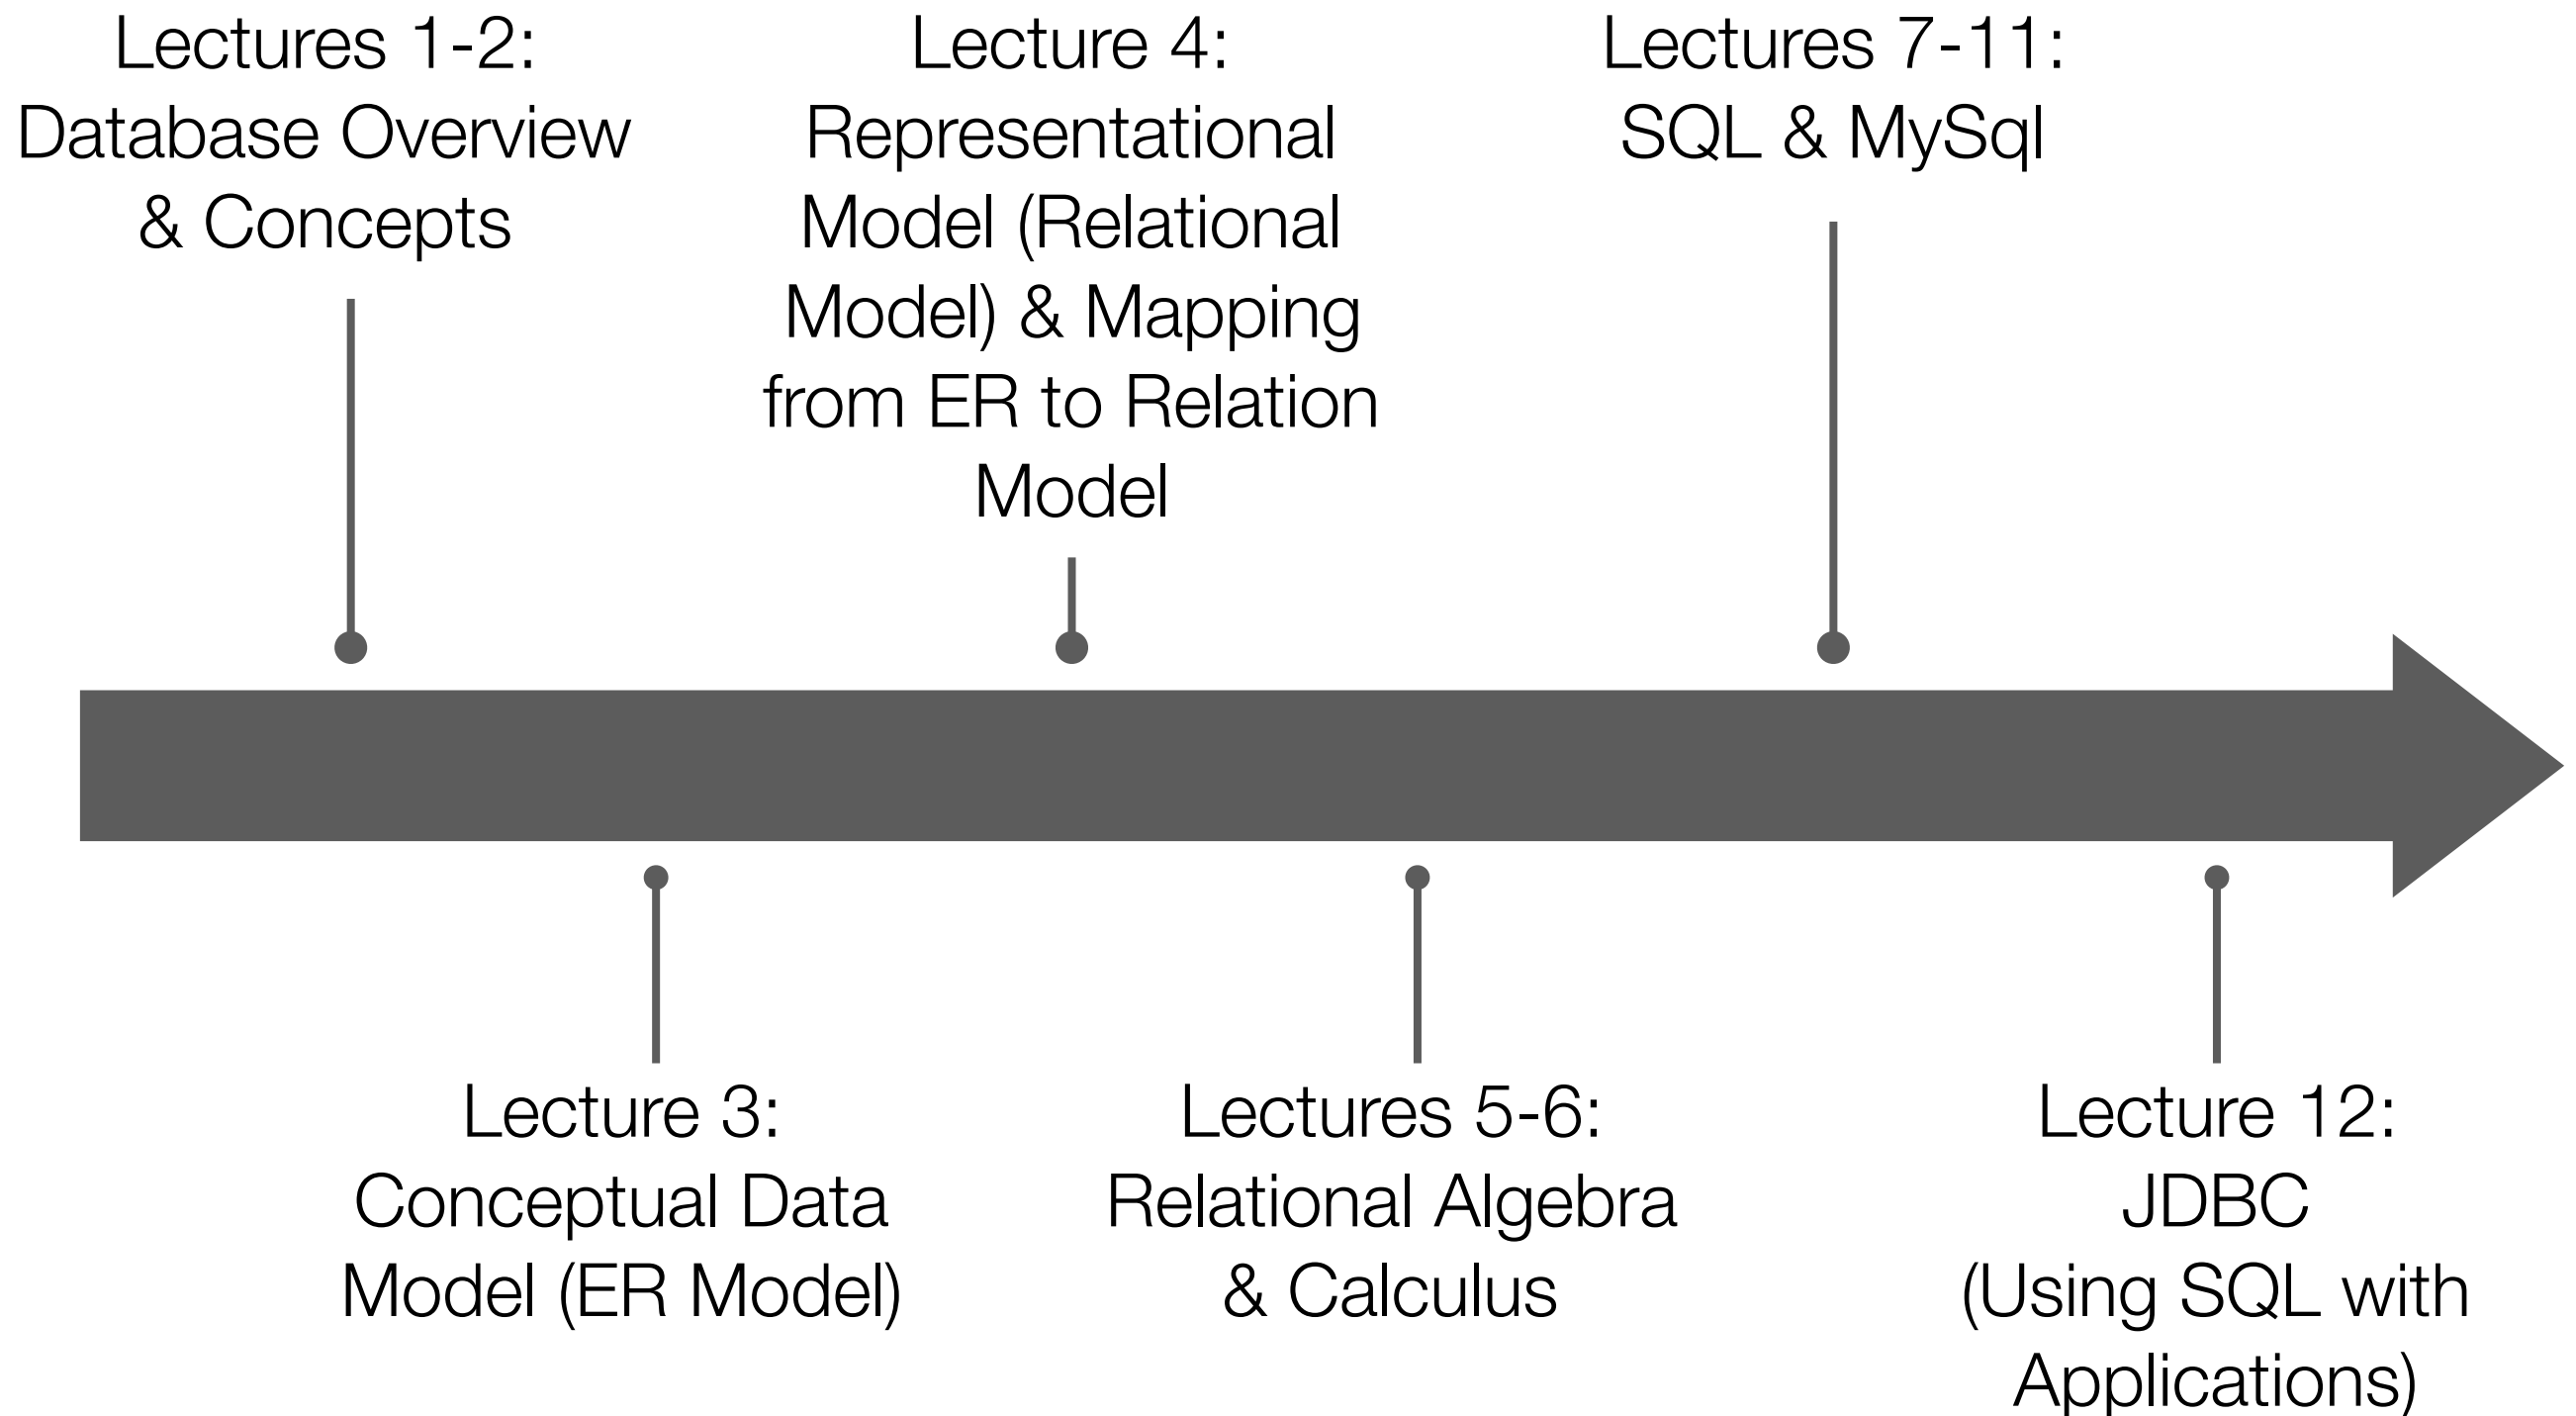 Lectures 1-2:
Database Overview
& Concepts
Lecture 4:
Representational
Model (Relational
Model) & Mapping
from ER to Relation
Model
Lectures 7-11:
SQL & MySql
Lecture 3:
Conceptual Data
Model (ER Model)
Lectures 5-6:
Relational Algebra
& Calculus
Lecture 12:
JDBC
(Using SQL with
Applications)